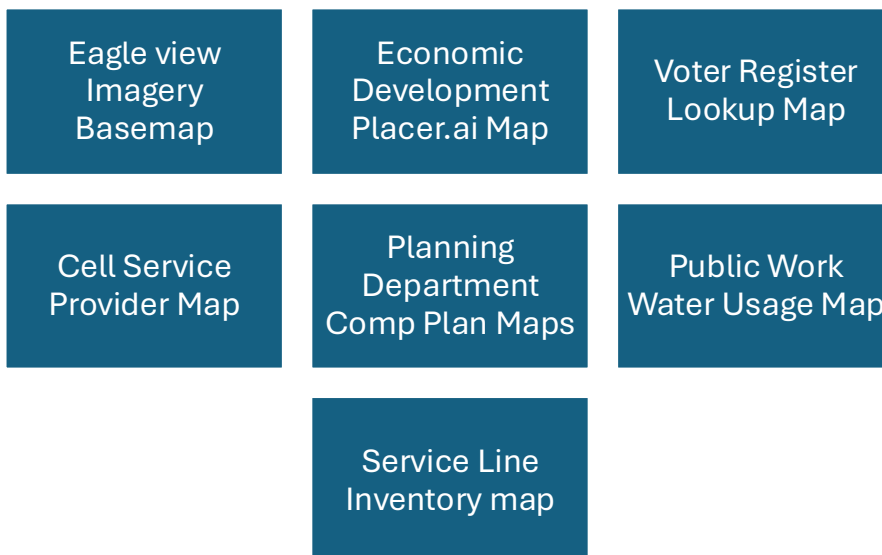 Eagle view
Imagery
Basemap
Economic
Development
Placer.ai Map
Voter Register
Lookup Map
Cell Service
Provider Map
Planning
Department
Comp Plan Maps
Public Work
Water Usage Map
Service Line
Inventory map